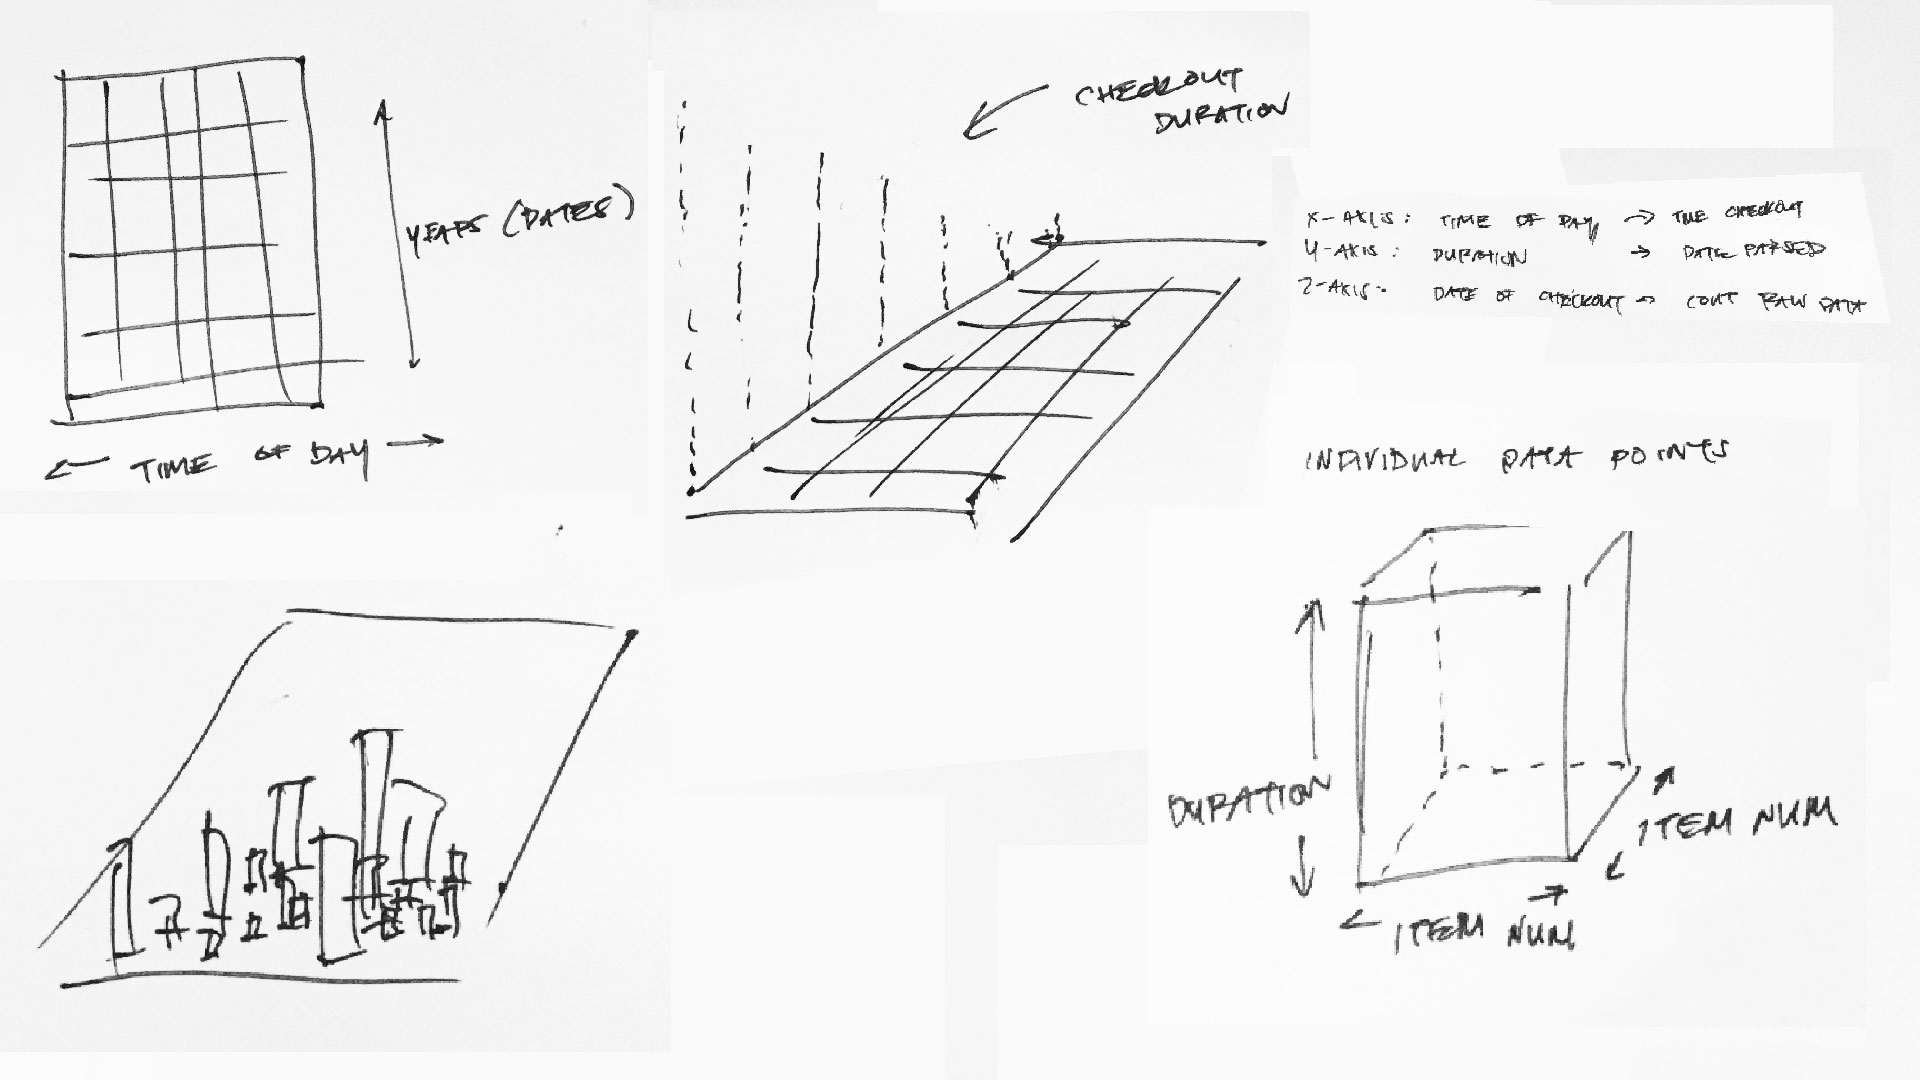 YEARS (DATES)
← TIME OF DAY →
CHECKOUT
DURATION
X-AXIS: TIME OF DAY → TIME CHECKOUT
Y-AXIS: DURATION → DATE PARSED
Z-AXIS- DATE OF CHECKOUT → CONT RAW DATA
INDIVIDUAL DATA POINTS
DURATION
ITEM NUM
← ITEM NUM →